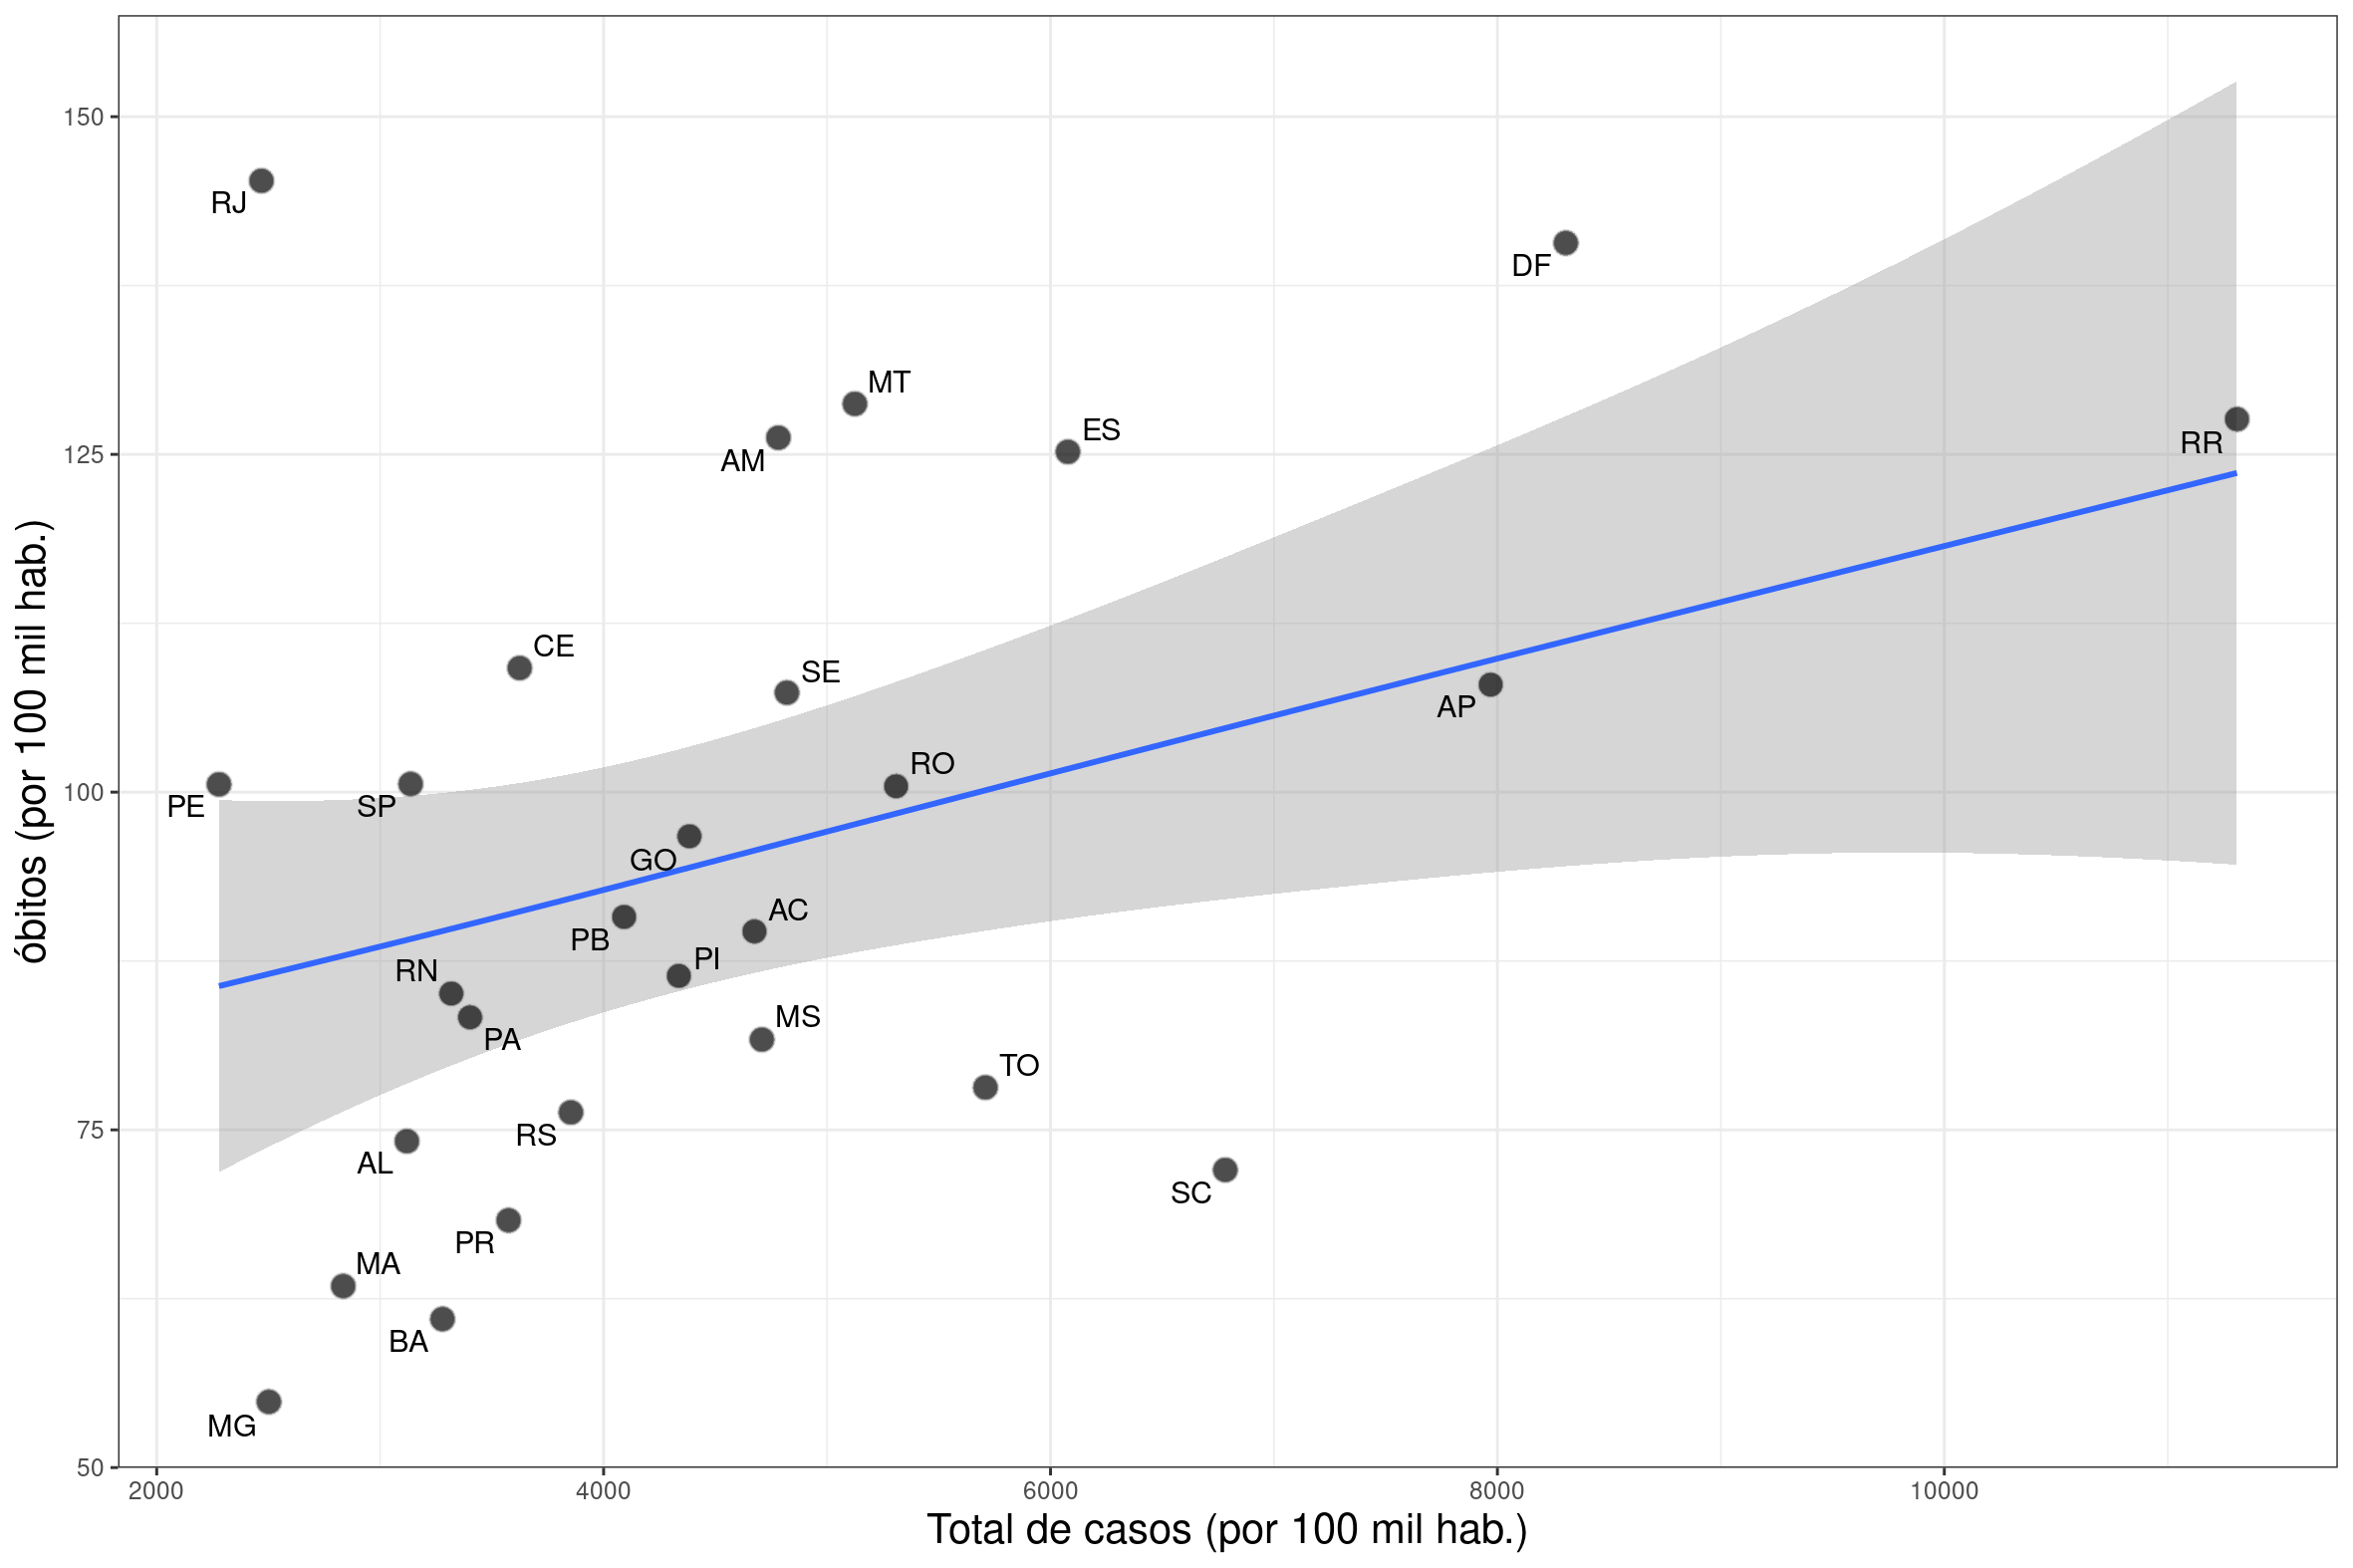 150
125
100
75
50
óbitos (por 100 mil hab.)
RJ
DF
MT
ES
RR
AM
CE
SE
AP
RO
PE
SP
GO
AC
PB
PI
RN
MS
PA
TO
RS
AL
SC
PR
MA
BA
MG
2000
4000
6000
8000
10000
Total de casos (por 100 mil hab.)